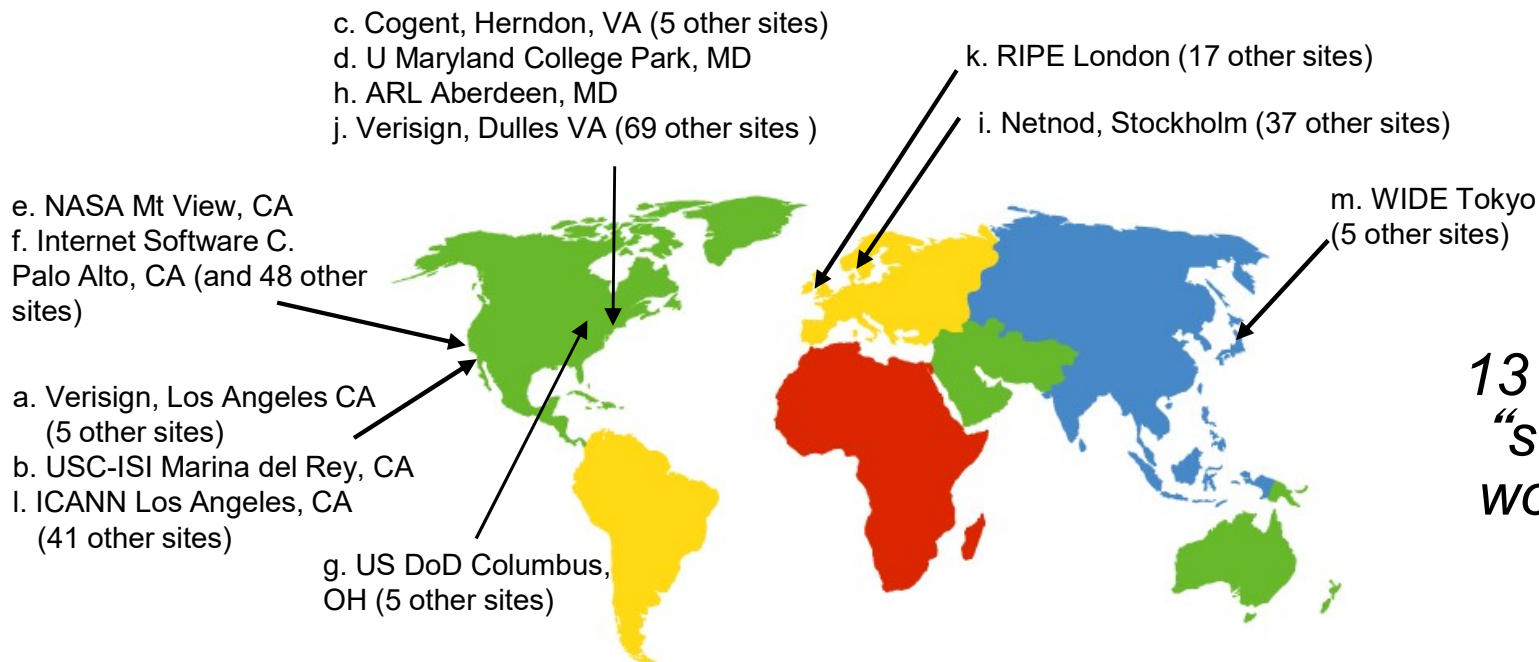 c. Cogent, Herndon, VA (5 other sites)
d. U Maryland College Park, MD
h. ARL Aberdeen, MD
j. Verisign, Dulles VA (69 other sites )
k. RIPE London (17 other sites)
i. Netnod, Stockholm (37 other sites)
m. WIDE Tokyo
(5 other sites)
e. NASA Mt View, CA
f. Internet Software C.
Palo Alto, CA (and 48 other
sites)
a. Verisign, Los Angeles CA
(5 other sites)
b. USC-ISI Marina del Rey, CA
l. ICANN Los Angeles, CA
(41 other sites)
g. US DoD Columbus,
OH (5 other sites)
13